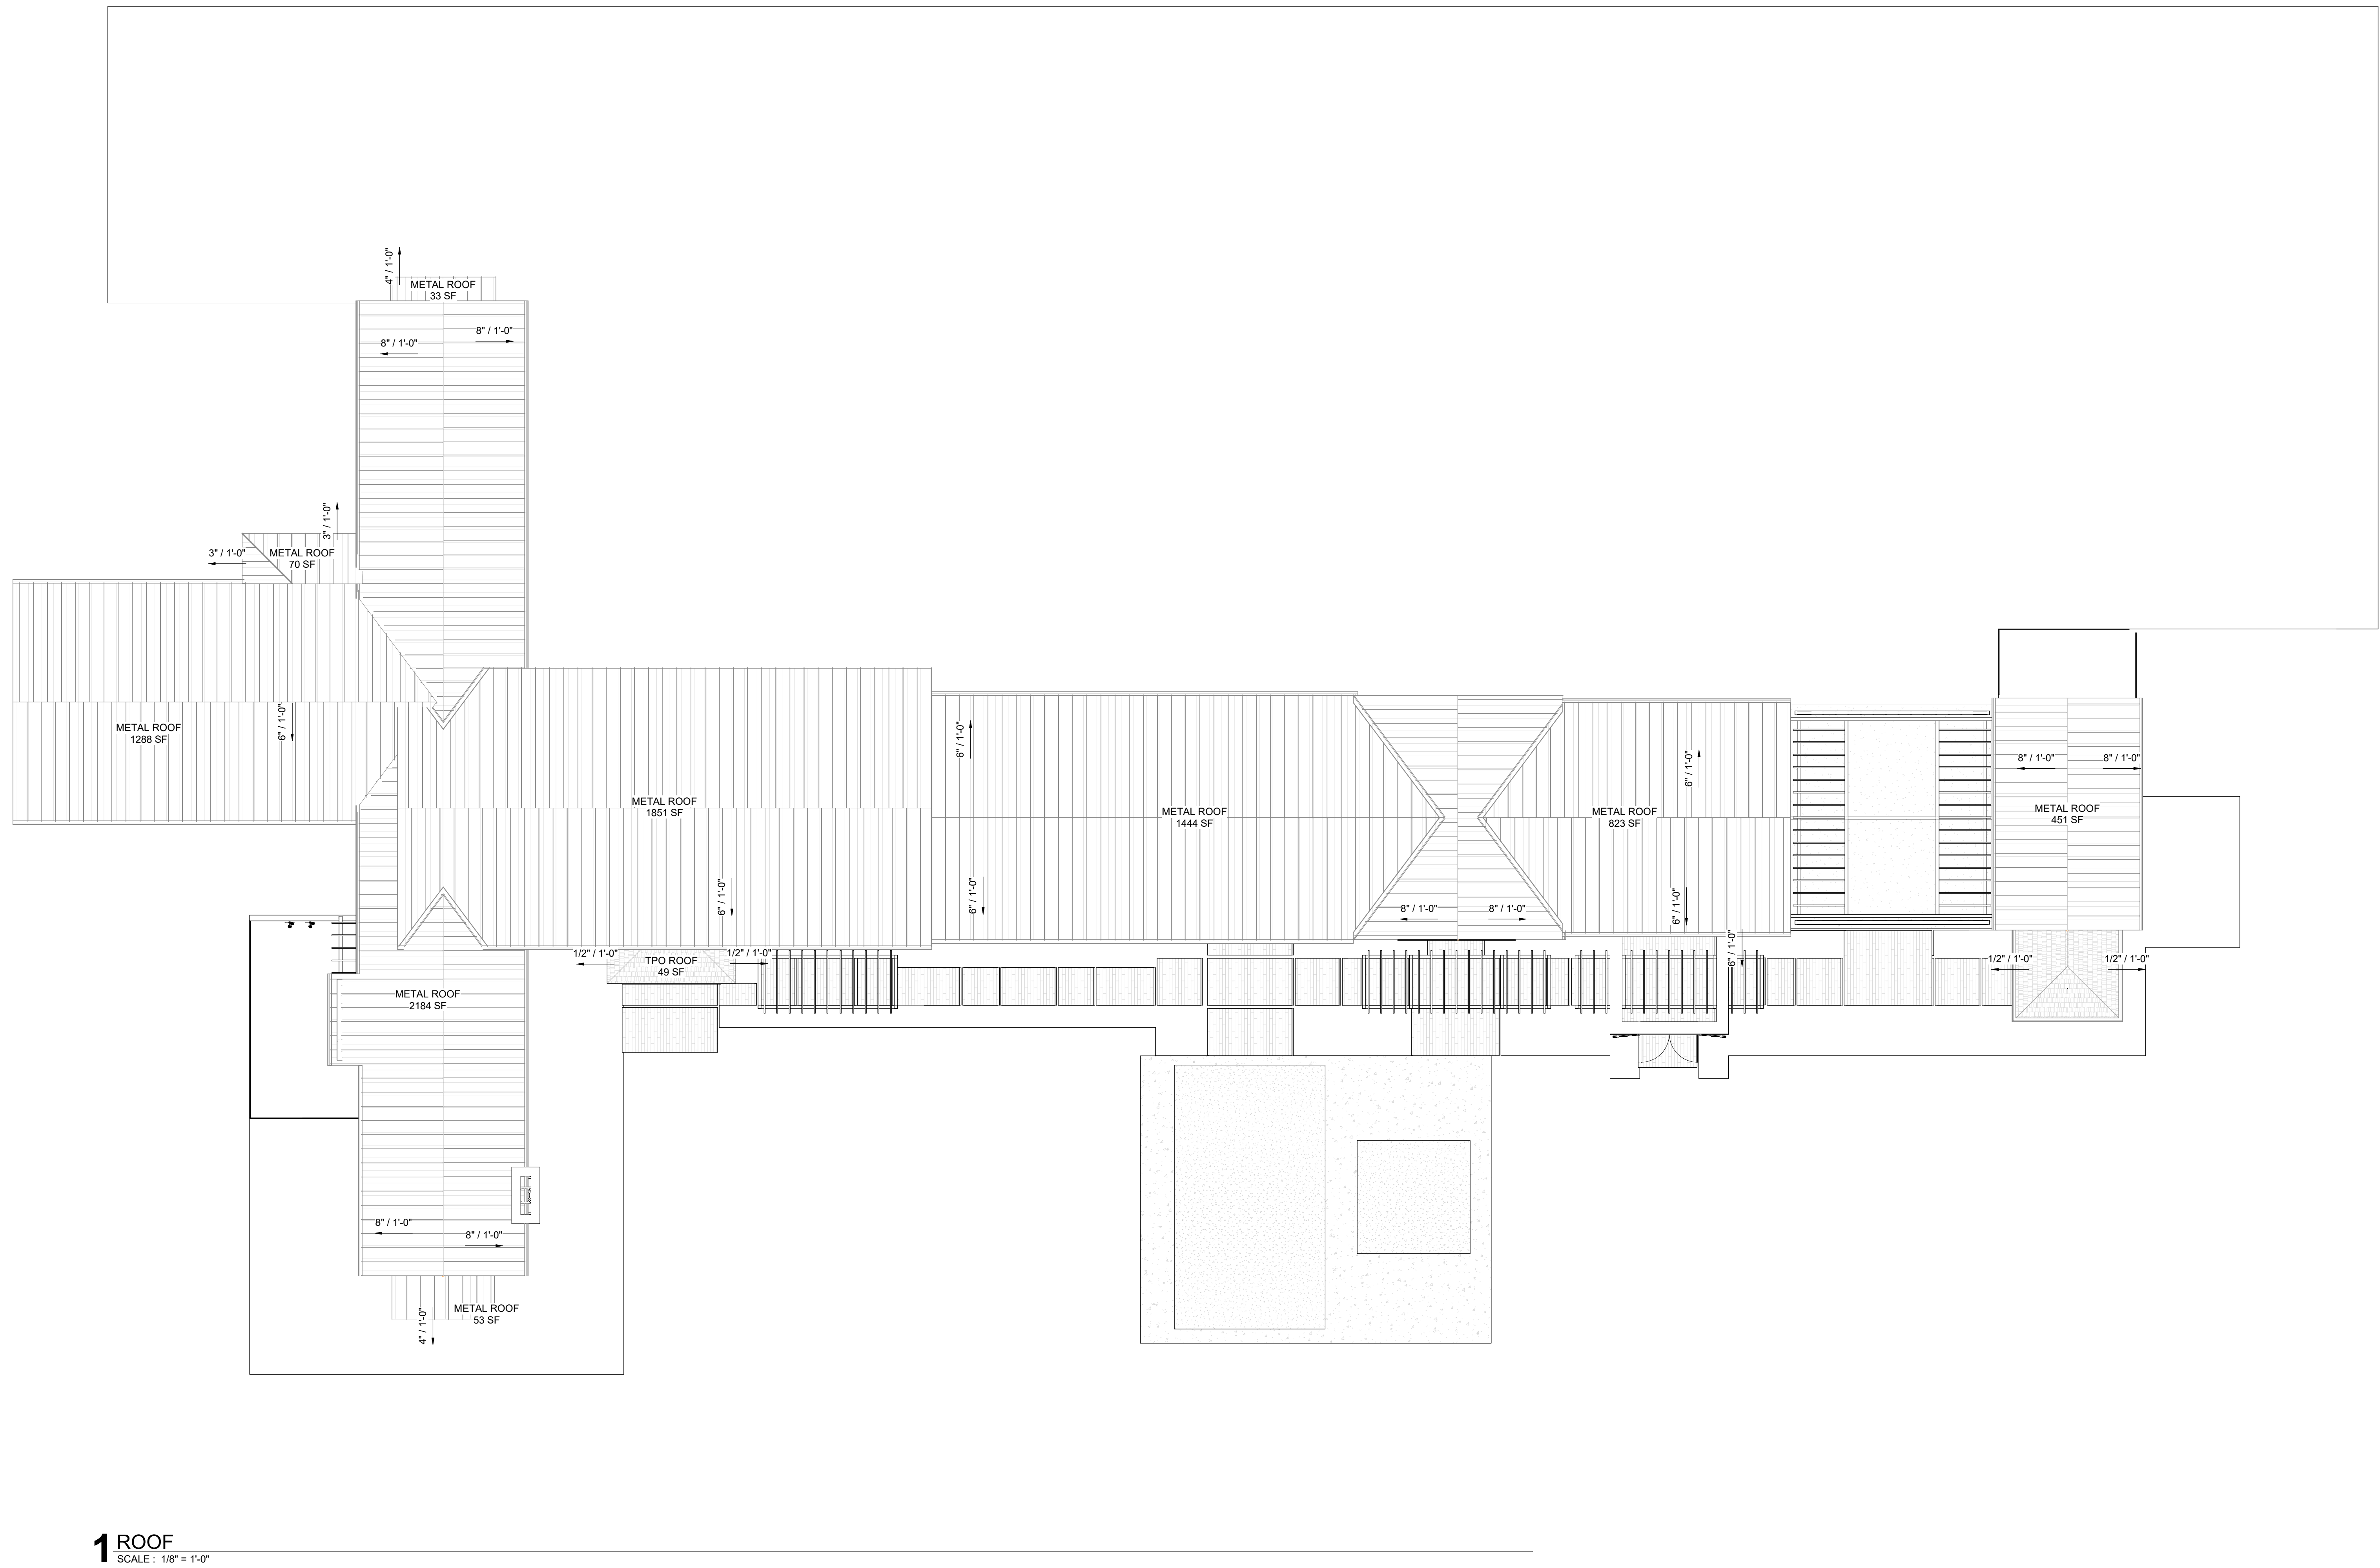 4" / 1'-0"
METAL ROOF
33 SF
8" / 1'-0"
8" / 1'-0"
3" / 1'-0"
3" / 1'-0"
METAL ROOF
70 SF
METAL ROOF
1288 SF
6" / 1'-0"
METAL ROOF
1851 SF
6" / 1'-0"
6" / 1'-0"
6" / 1'-0"
METAL ROOF
1444 SF
8" / 1'-0"
8" / 1'-0"
6" / 1'-0"
METAL ROOF
823 SF
6" / 1'-0"
6" / 1'-0"
8" / 1'-0"
8" / 1'-0"
METAL ROOF
451 SF
1/2" / 1'-0"
1/2" / 1'-0"
1/2" / 1'-0"
1/2" / 1'-0"
TPO ROOF
49 SF
METAL ROOF
2184 SF
8" / 1'-0"
8" / 1'-0"
METAL ROOF
53 SF
4" / 1'-0"
1 ROOF
SCALE : 1/8" = 1'-0"